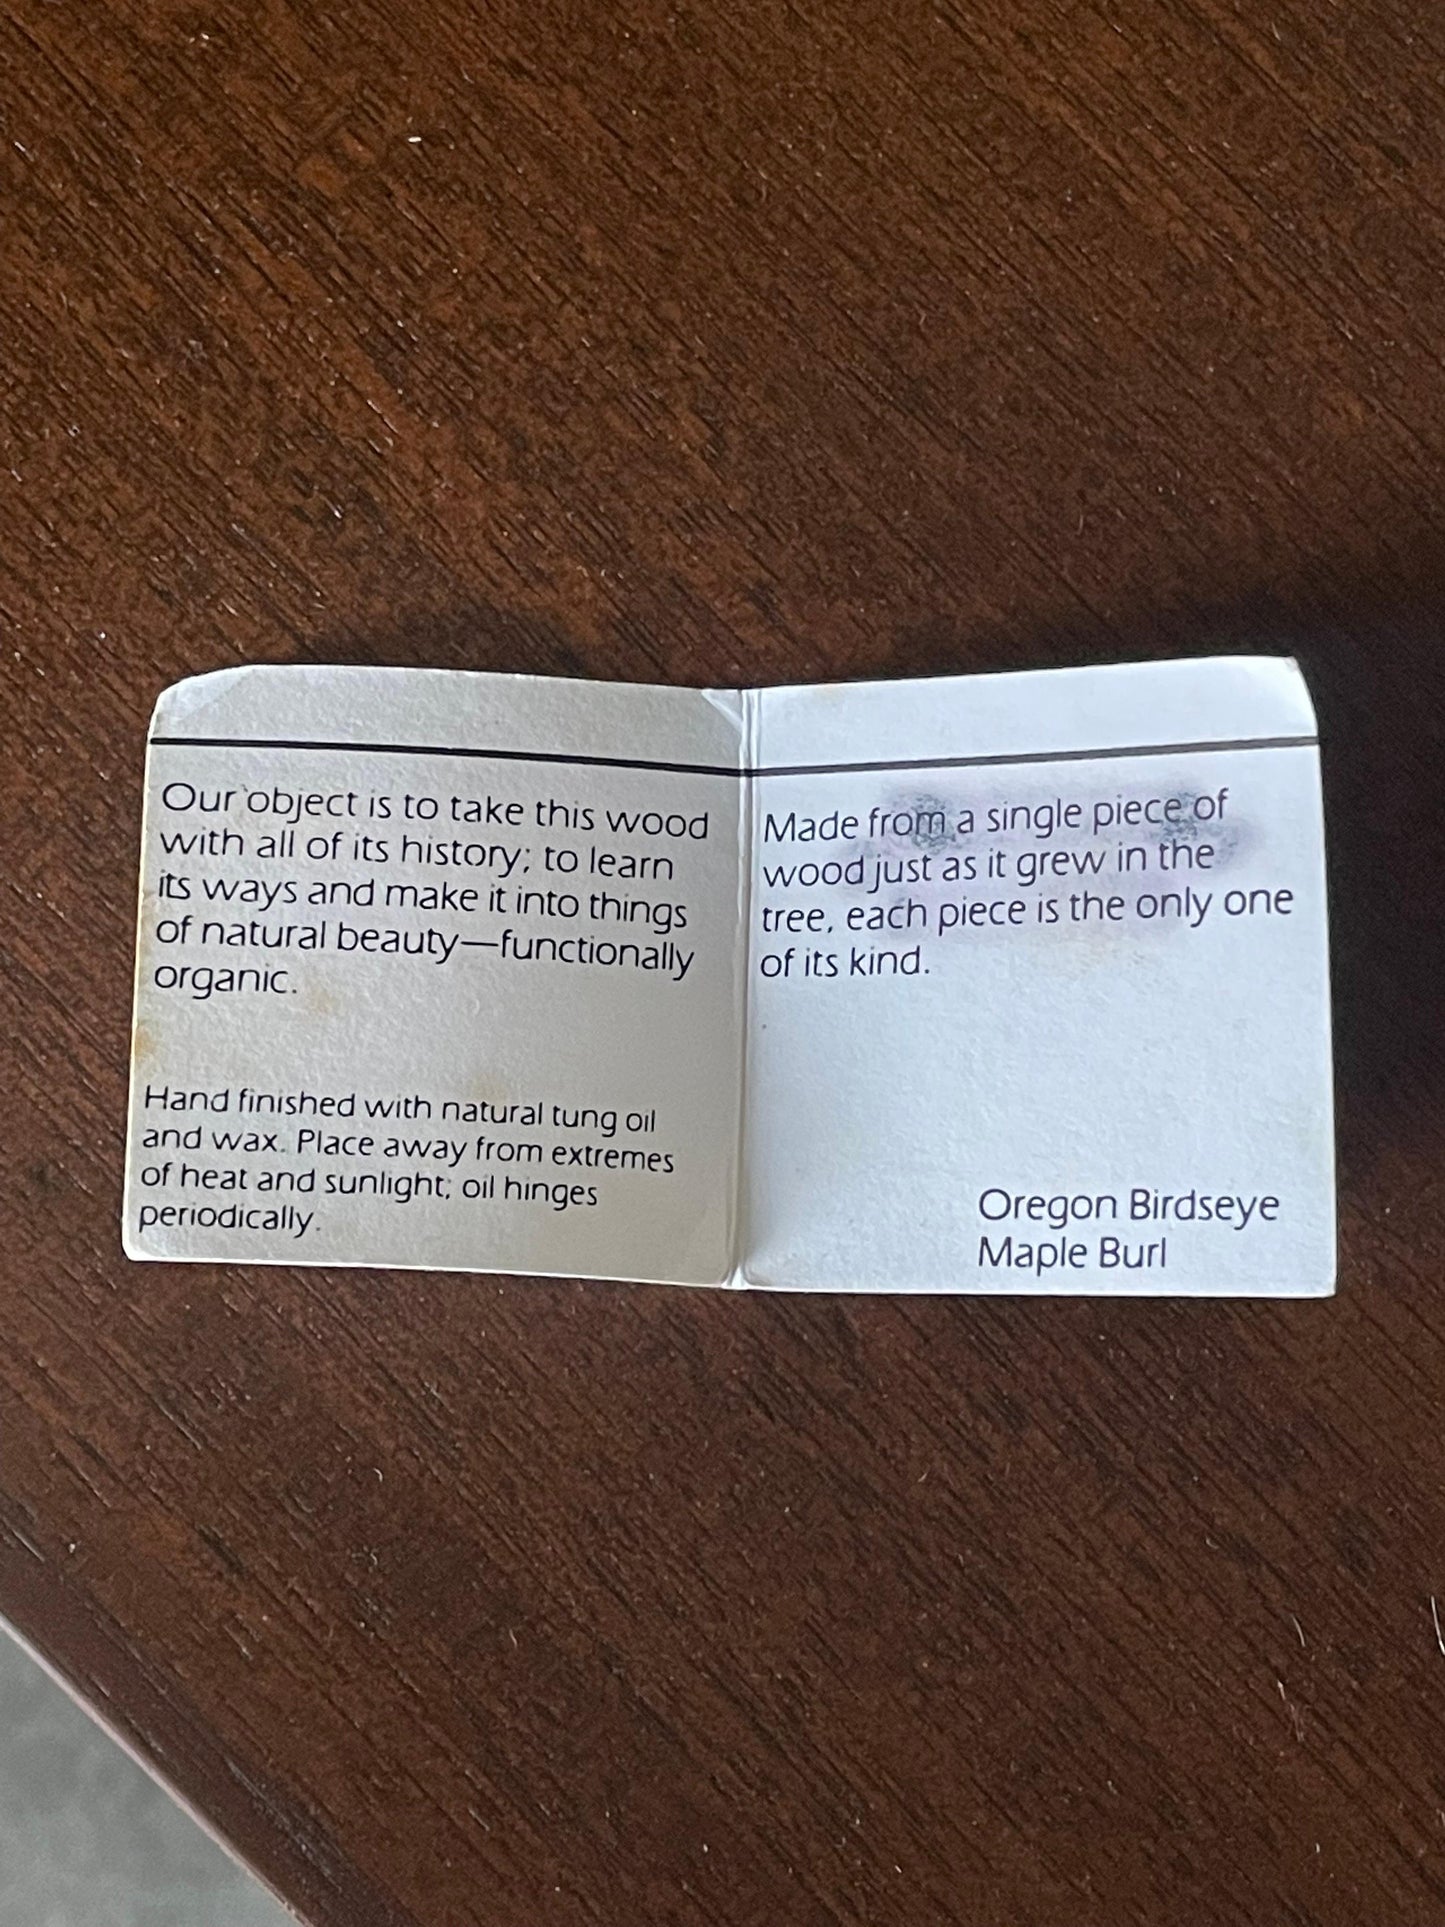 Our object is to take this wood
with all of its history; to learn
its ways and make it into things
of natural beauty—functionally
organic.
Hand finished with natural tung oil
and wax. Place away from extremes
of heat and sunlight; oil hinges
periodically.
Made from a single piece of
wood just as it grew in the
tree, each piece is the only one
of its kind.
Oregon Birdseye
Maple Burl